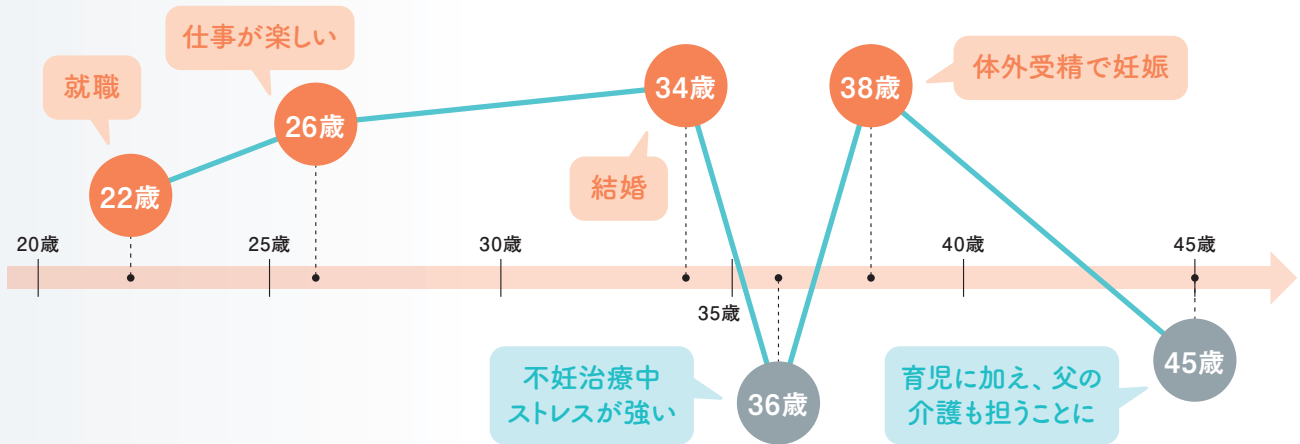 仕事が楽しい
就職
26歳
22歳
34歳
38歳
体外受精で妊娠
結婚
20歳
25歳
30歳
35歳
40歳
45歳
不妊治療中
ストレスが強い
36歳
育児に加え、父の
介護も担うことに
45歳